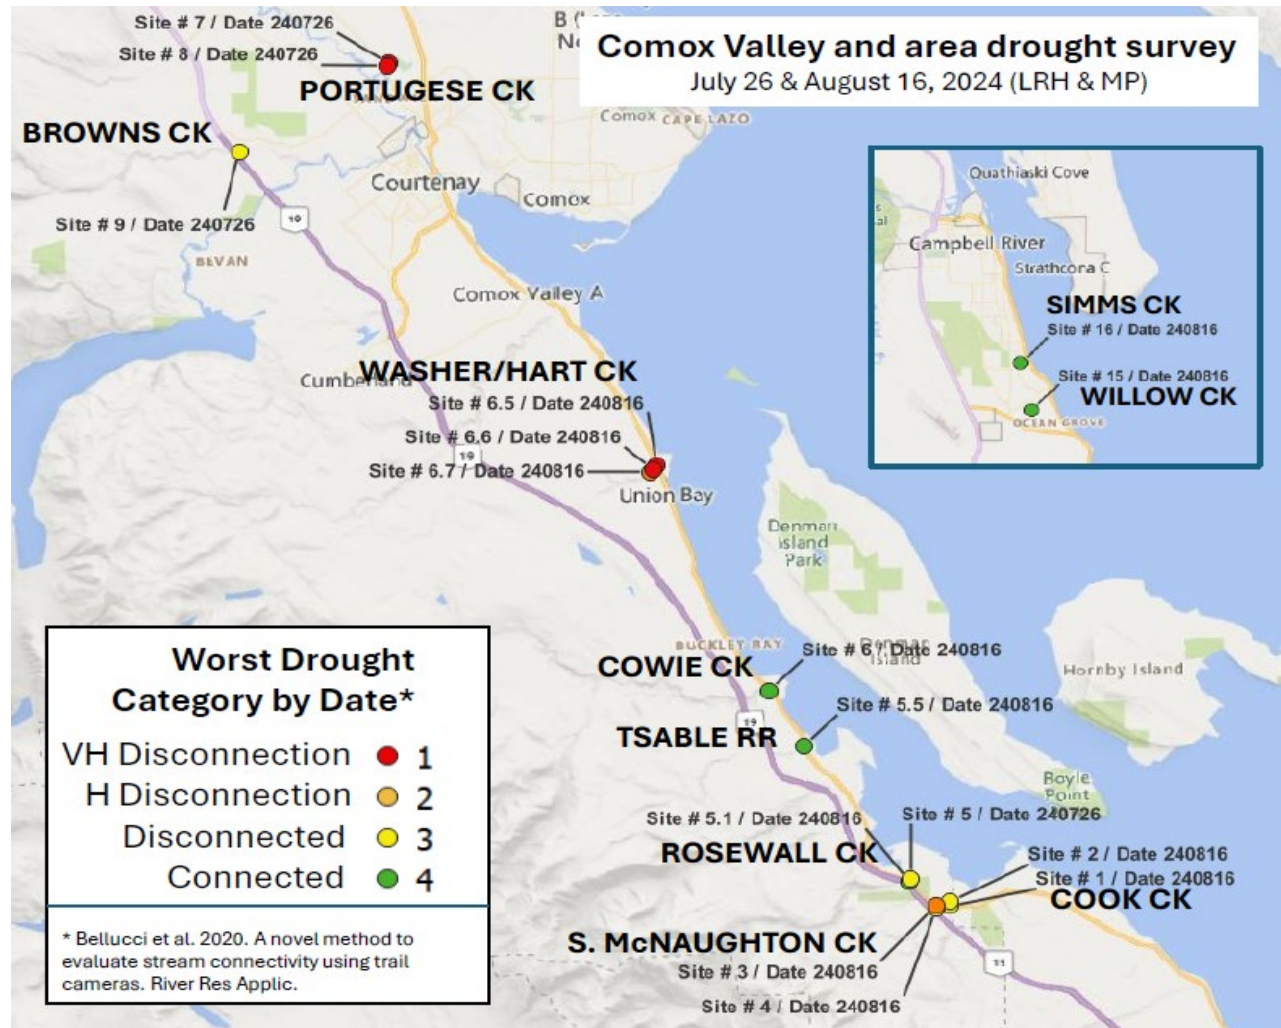 Comox Valley and area drought survey
July 26 & August 16, 2024 (LRH & MP)
Site # 7 / Date 240726
Site # 8 / Date 240726
PORTUGESE CK
BROWNS CK
Site # 9 / Date 240726
Comox
CAPE LAZO
Courtenay
Comox
19
BEVAN
Comox Valley A
Quathiaski Cove
Campbell River
Strathcona C
SIMMS CK
Site # 16 / Date 240816
Site # 15 / Date 240816
WILLOW CK
OCEAN GROVE
WASHER/HART CK
Cumberland
Site # 6.5 / Date 240816
Site # 6.6 / Date 240816
19
Site # 6.7 / Date 240816
Union Bay
Denman
Island
Park
BUCKLEY BAY
Site # 6 / Date 240816
Denman
Island
COWIE CK
Hornby Island
Site # 5.5 / Date 240816
19
TSABLE RR
Boyle
Point
Site # 5.1 / Date 240816
Site # 5 / Date 240726
ROSEWALL CK
Site # 2 / Date 240816
Site # 1 / Date 240816
COOK CK
S. McNAUGHTON CK
Site # 3 / Date 240816
Site # 4 / Date 240816
Worst Drought
Category by Date*
VH Disconnection 1
H Disconnection 2
Disconnected 3
Connected 4
* Bellucci et al. 2020. A novel method to
evaluate stream connectivity using trail
cameras. River Res Applic.